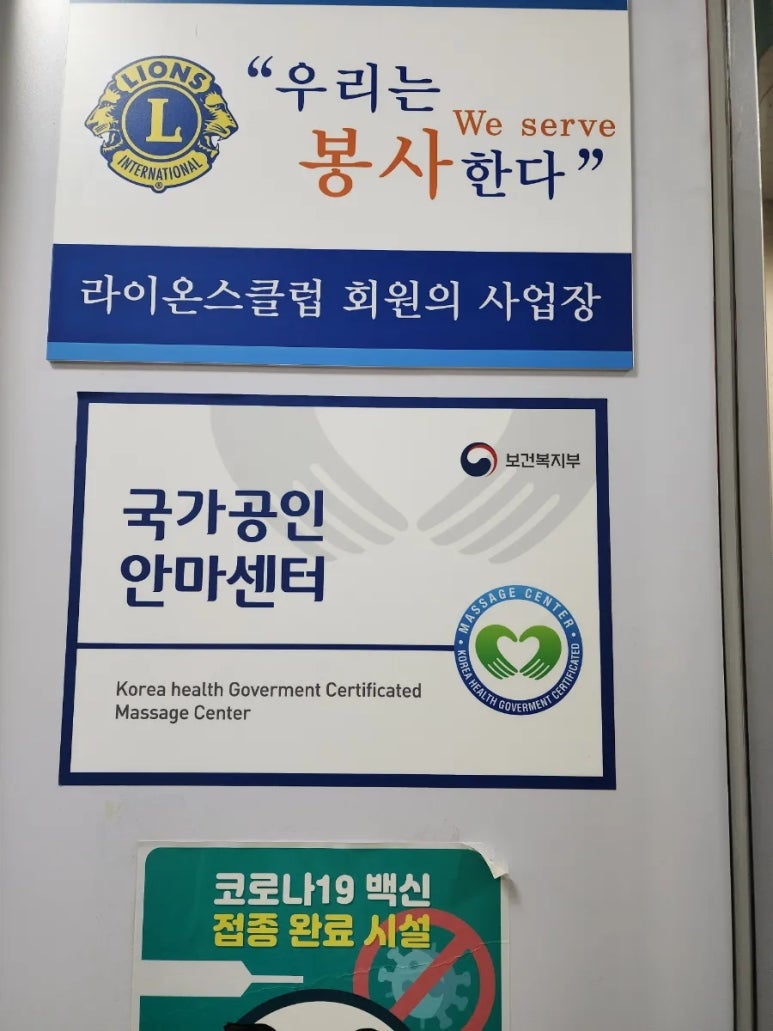 LIONS
L
INTERNATIONAL
®
“우리는
We serve
봉사한다”
라이온스클럽 회원의 사업장
보건복지부
국가공인
안마센터
MASSAGE CENTER
KOREA HEALTH GOVERMENT CERTIFICATED
Korea health Goverment Certificated
Massage Center
코로나19 백신
접종 완료 시설